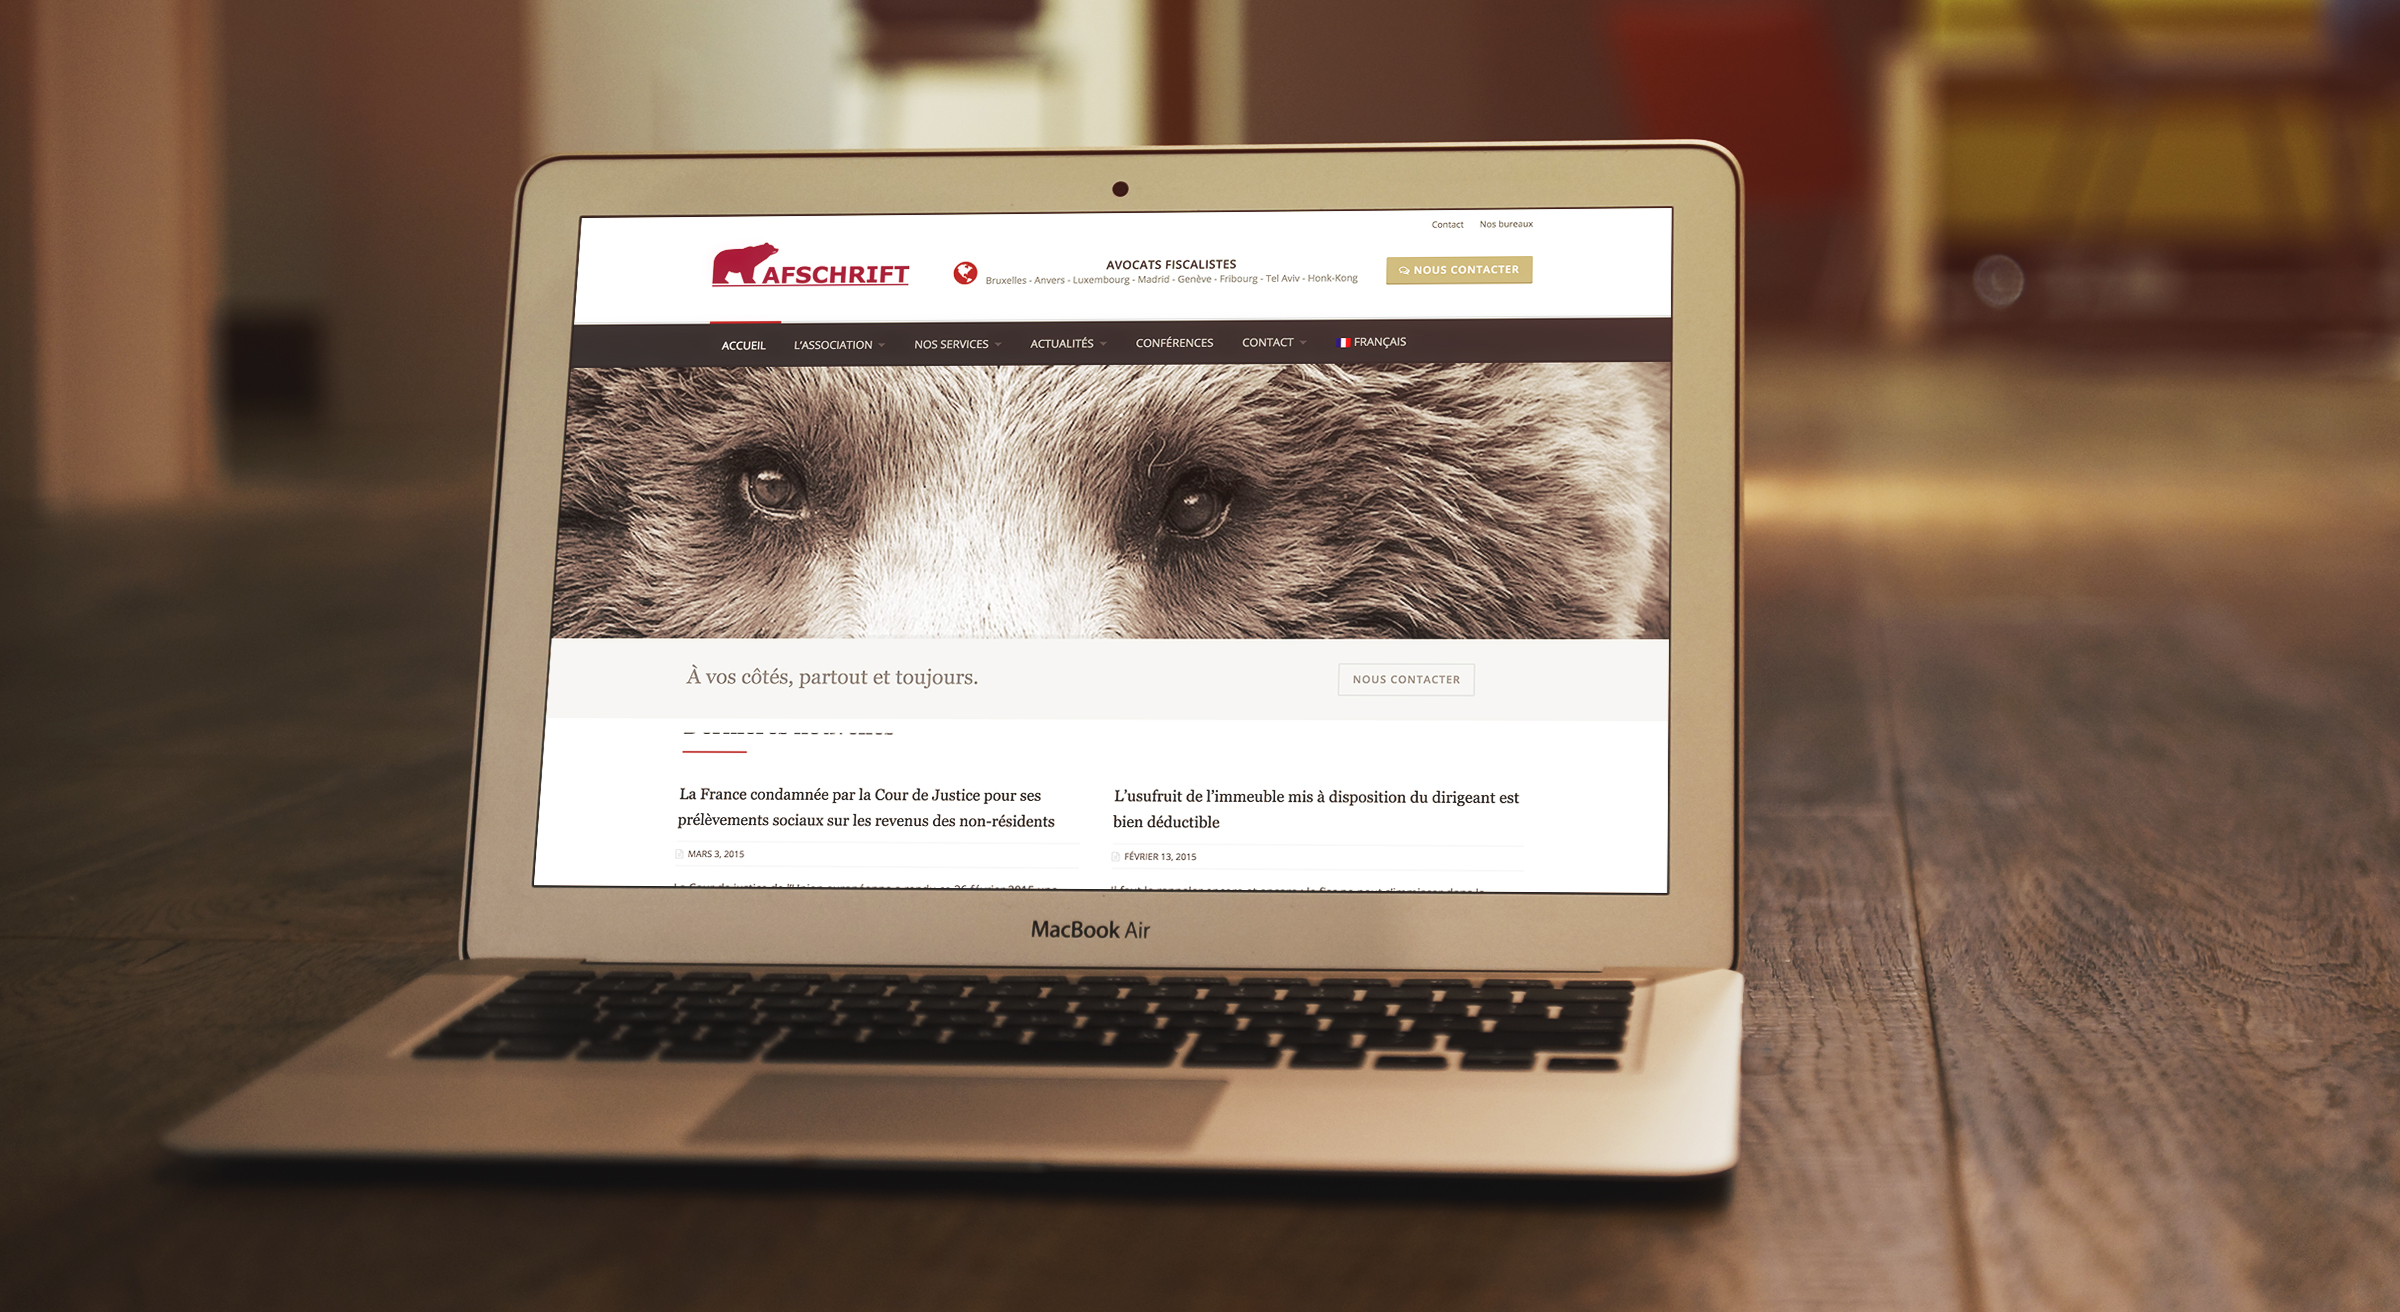 Contact Nos bureaux
AFSCHRIFT
AVOCATS FISCALISTES
Bruxelles - Anvers - Luxembourg - Madrid - Genève - Fribourg - Tel Aviv - Honk-Kong
NOUS CONTACTER
ACCUEIL L'ASSOCIATION NOS SERVICES ACTUALITÉS CONFÉRENCES CONTACT FRANÇAIS
À vos côtés, partout et toujours.
NOUS CONTACTER
La France condamnée par la Cour de Justice pour ses
prélèvements sociaux sur les revenus des non-résidents
MARS 3, 2015
L'usufruit de l'immeuble mis à disposition du dirigeant est
bien déductible
FÉVRIER 13, 2015
MacBook Air